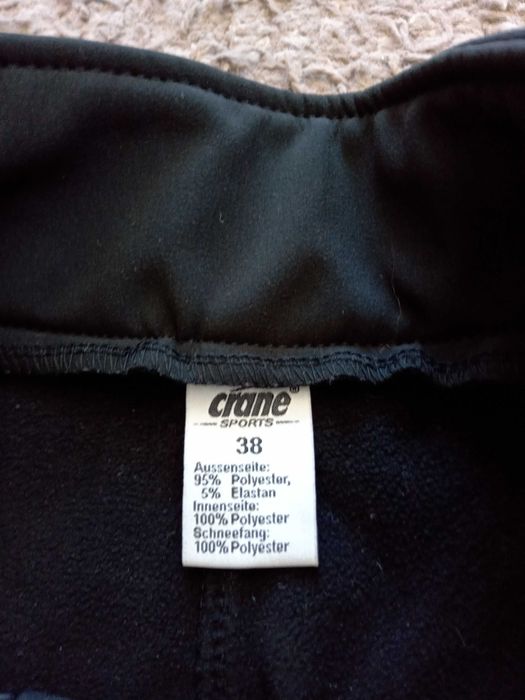 crane®
SPORTS
38
Aussenseite:
95% Polyester,
5% Elastan
Innenseite:
100% Polyester
Schneefang:
100% Polyester